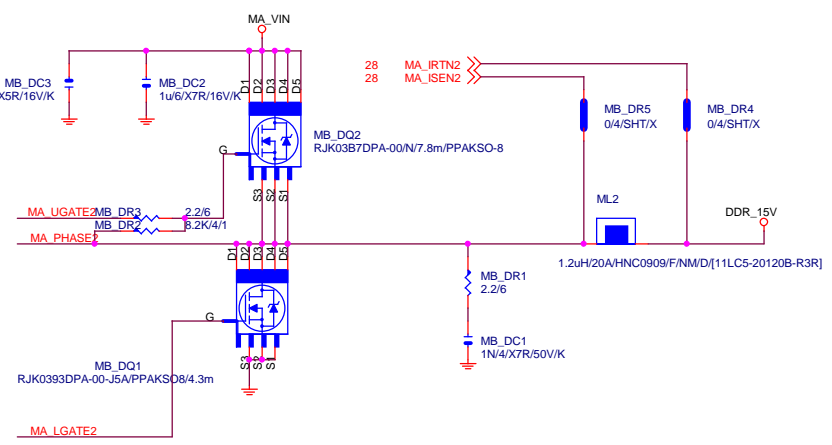 MA_VIN
28 MA_IRTN2
28 MA_ISEN2
MB_DC3
X5R/16V/K
MB_DC2
1u/6/X7R/16V/K
D1
D2
D3
D4
D5
MB_DR5
0/4/SHT/X
MB_DR4
0/4/SHT/X
MB_DQ2
RJK03B7DPA-00/N/7.8m/PPAKSO-8
G
S3
S2
S1
ML2
DDR_15V
MA_UGATE2
MB_DR3
2.2/6
MB_DR2
8.2K/4/1
MA_PHASE2
D1
D2
D3
D4
D5
1.2uH/20A/HNC0909/F/NM/D/[11LC5-20120B-R3R]
MB_DR1
2.2/6
G
MB_DC1
1N/4/X7R/50V/K
S3
S2
S1
MB_DQ1
RJK0393DPA-00-J5A/PPAKSO8/4.3m
MA_LGATE2